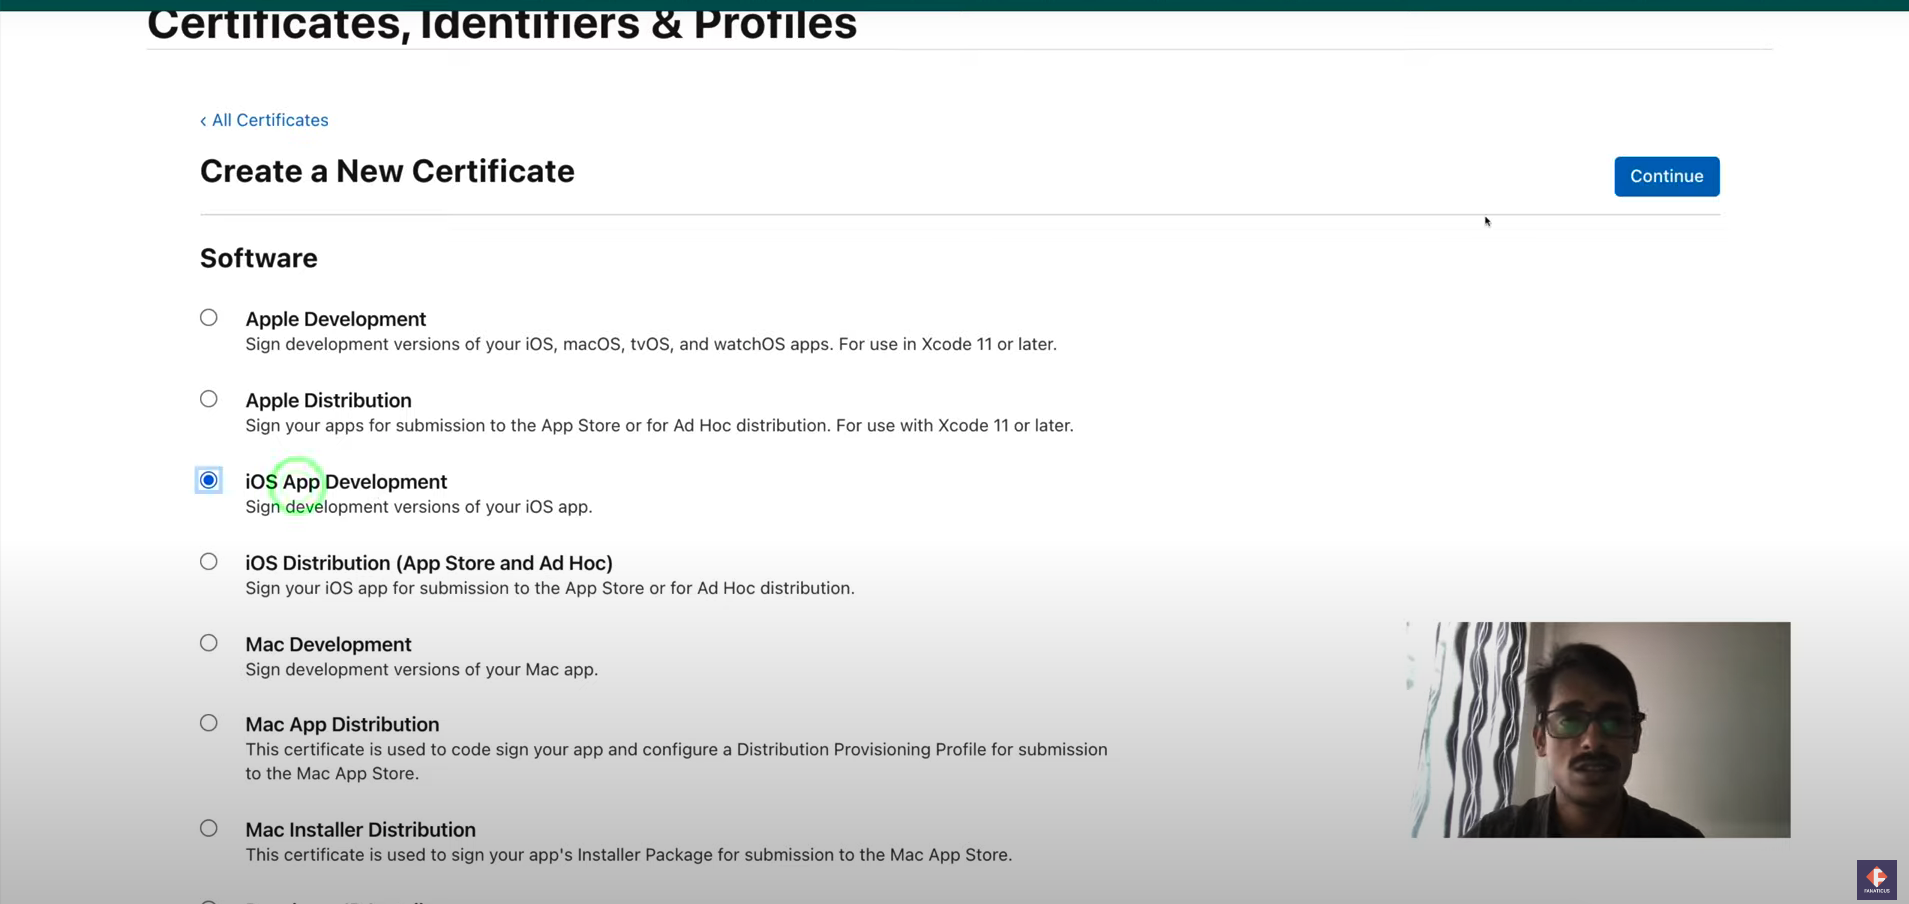 Certificates, Identifiers & Profiles
‹ All Certificates
Create a New Certificate
Continue
Software
Apple Development
Sign development versions of your iOS, macOS, tvOS, and watchOS apps. For use in Xcode 11 or later.
Apple Distribution
Sign your apps for submission to the App Store or for Ad Hoc distribution. For use with Xcode 11 or later.
iOS App Development
Sign development versions of your iOS app.
iOS Distribution (App Store and Ad Hoc)
Sign your iOS app for submission to the App Store or for Ad Hoc distribution.
Mac Development
Sign development versions of your Mac app.
Mac App Distribution
This certificate is used to code sign your app and configure a Distribution Provisioning Profile for submission
to the Mac App Store.
Mac Installer Distribution
This certificate is used to sign your app's Installer Package for submission to the Mac App Store.
FANATICUS